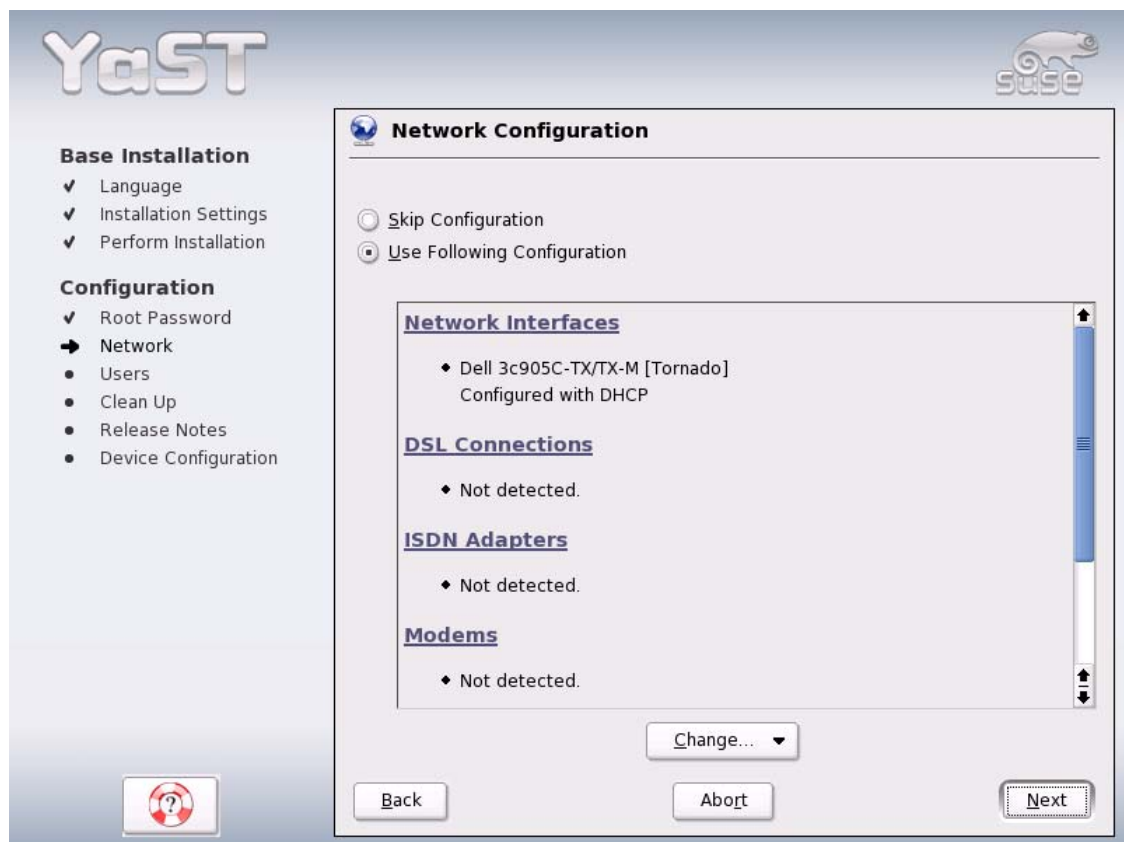 YaST
SUSE
Base Installation
Language
Installation Settings
Perform Installation
Configuration
Root Password
Network
Users
Clean Up
Release Notes
Device Configuration
Network Configuration
Skip Configuration
Use Following Configuration
Network Interfaces
Dell 3c905C-TX/TX-M [Tornado]
Configured with DHCP
DSL Connections
Not detected.
ISDN Adapters
Not detected.
Modems
Not detected.
Change...
?
Back
Abort
Next